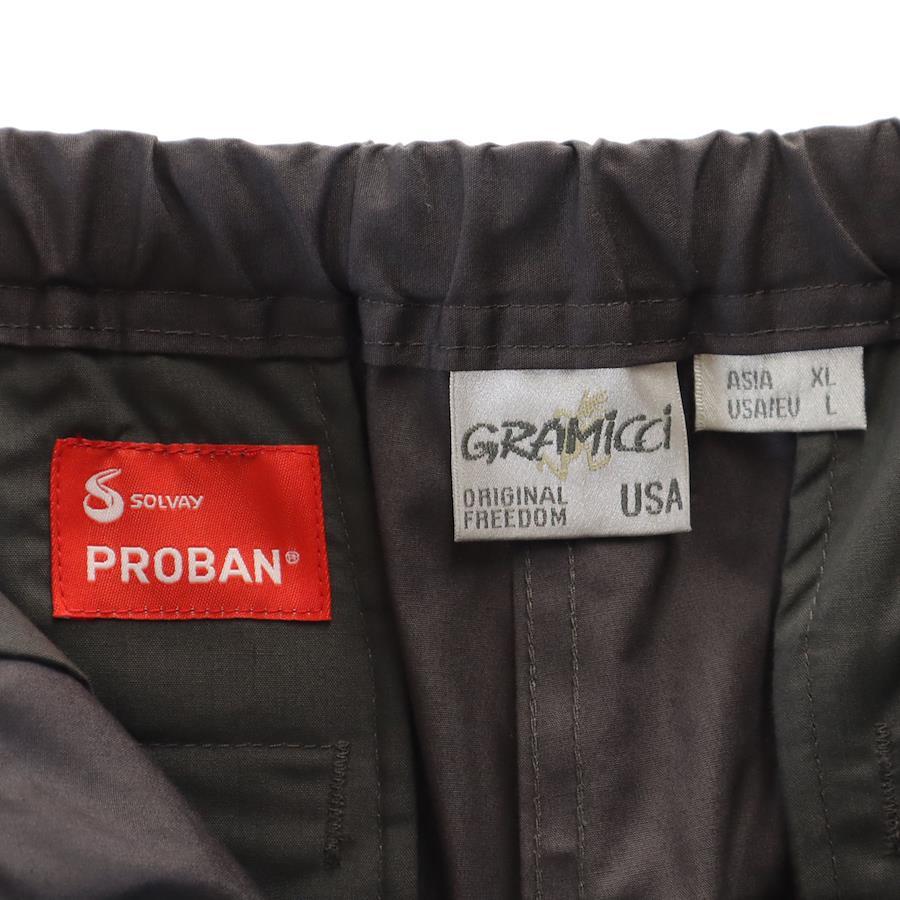 SOLVAY
PROBAN®
GRAMiCCi
ORIGINAL
FREEDOM
USA
ASIA XL
USA/EU L